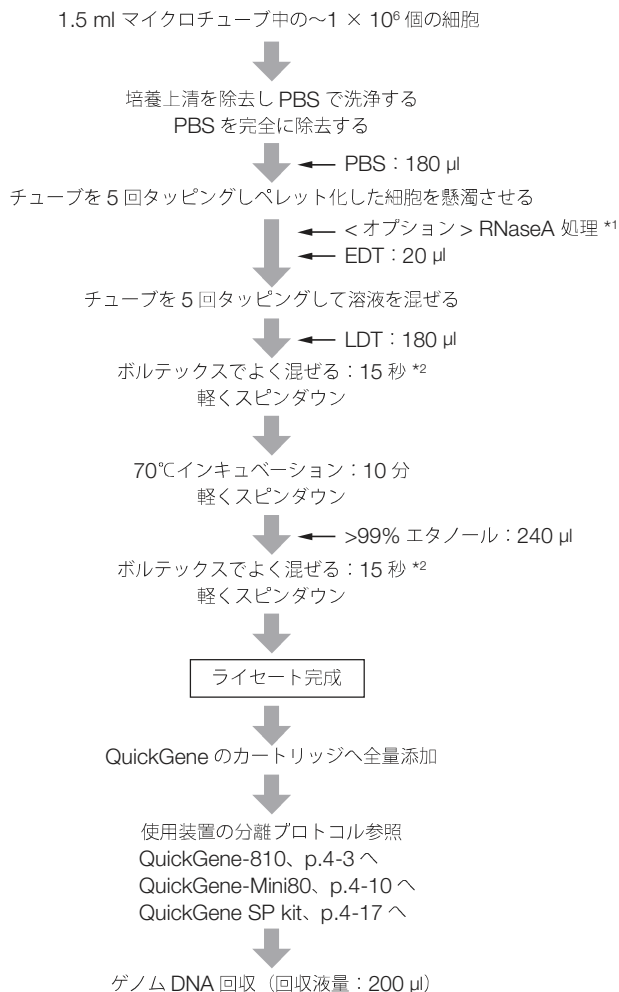 1.5 ml マイクロチューブ中の～1 × 10⁶ 個の細胞
培養上清を除去し PBS で洗浄する
PBS を完全に除去する
PBS：180 μl
チューブを 5 回タッピングしペレット化した細胞を懸濁させる
< オプション > RNaseA 処理 *1
EDT：20 μl
チューブを 5 回タッピングして溶液を混ぜる
LDT：180 μl
ボルテックスでよく混ぜる：15 秒 *2
軽くスピンダウン
70℃インキュベーション：10 分
軽くスピンダウン
>99% エタノール：240 μl
ボルテックスでよく混ぜる：15 秒 *2
軽くスピンダウン
ライセート完成
QuickGene のカートリッジへ全量添加
使用装置の分離プロトコル参照
QuickGene-810、p.4-3 へ
QuickGene-Mini80、p.4-10 へ
QuickGene SP kit、p.4-17 へ
ゲノム DNA 回収（回収液量：200 μl）